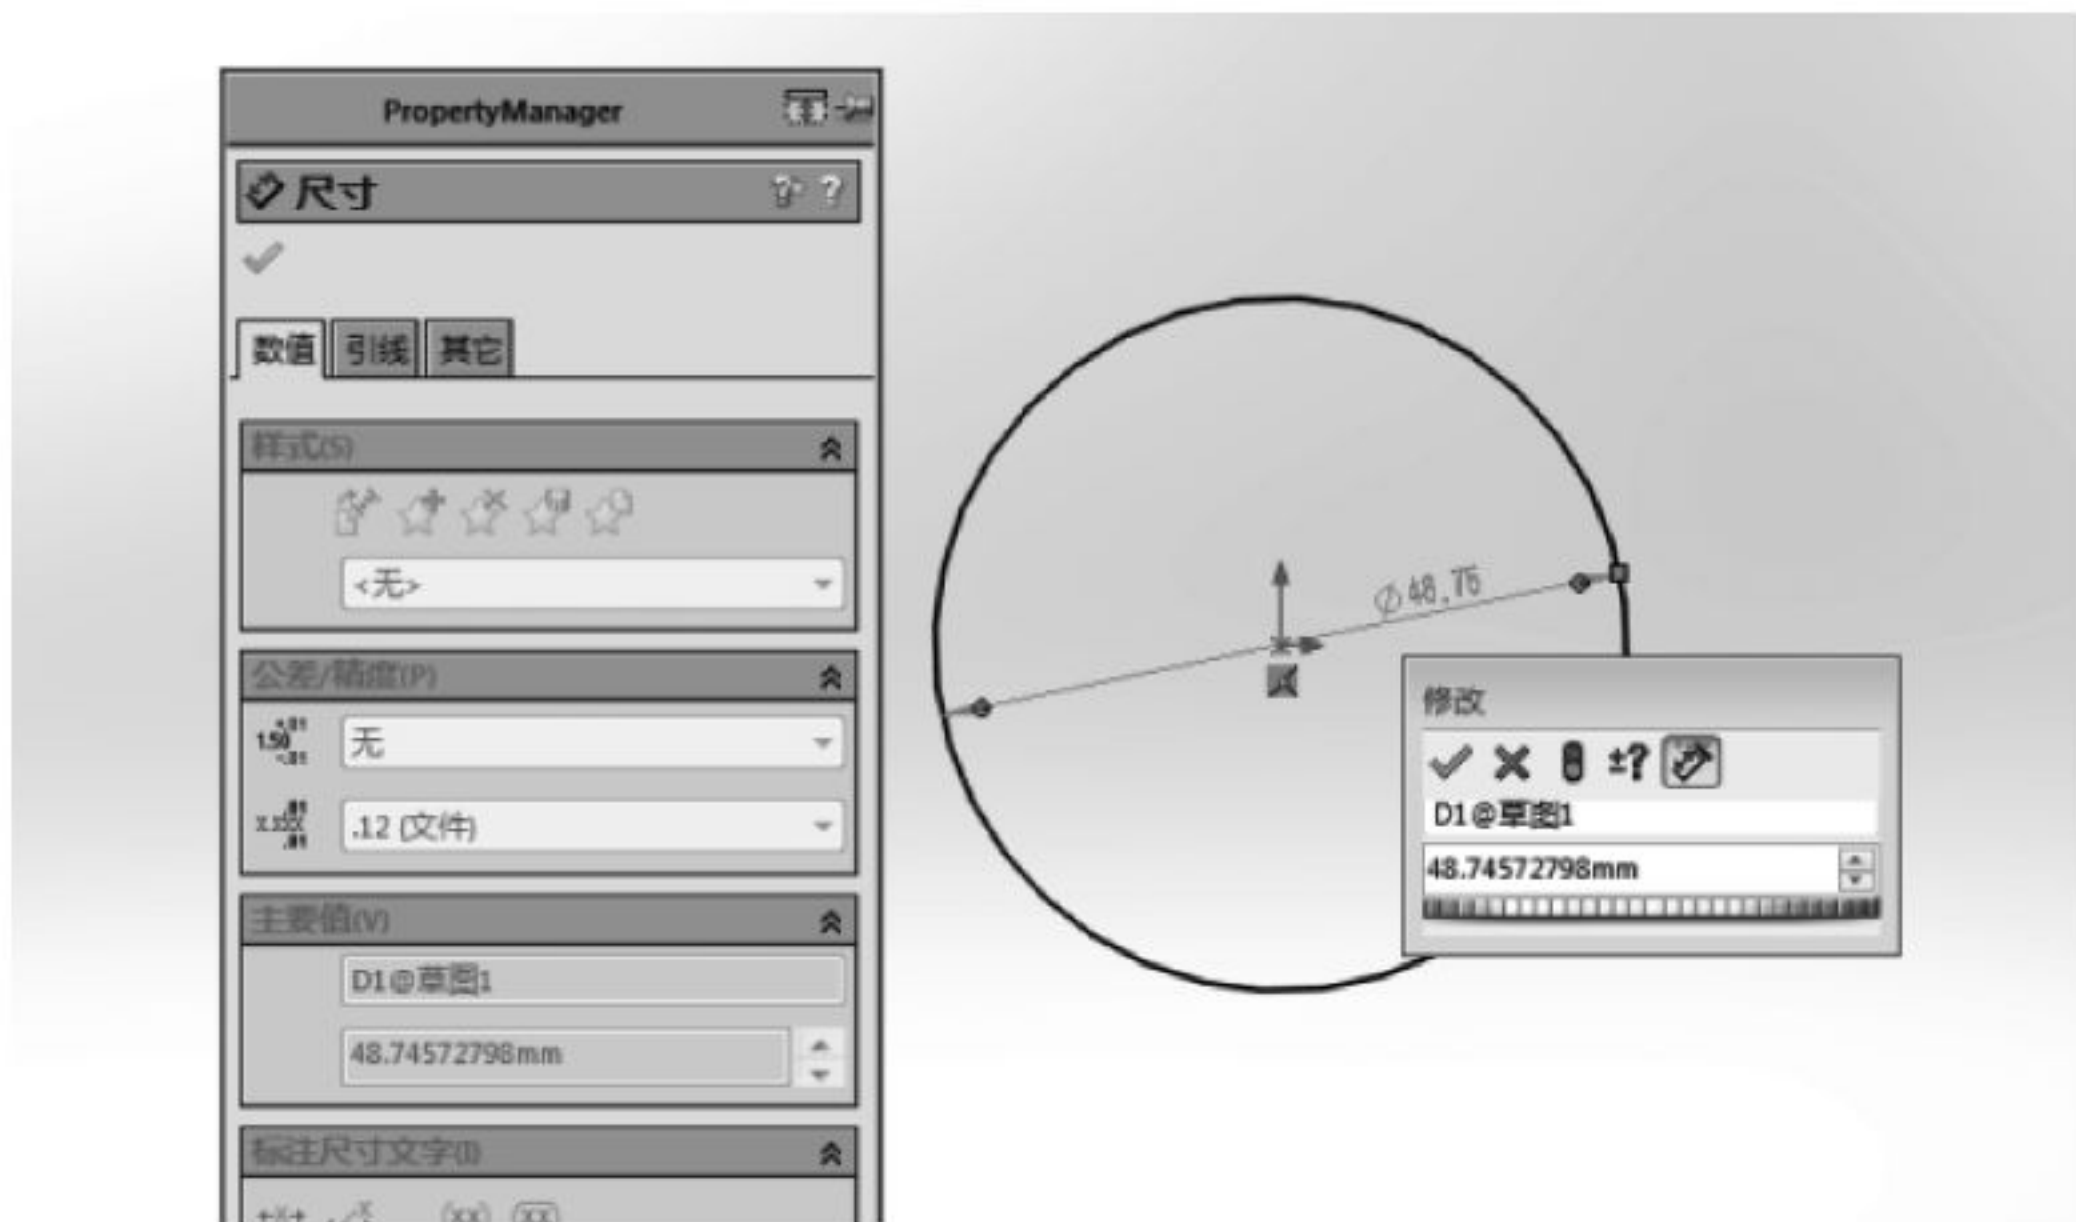 PropertyManager
尺寸
数值 引线 其它
样式(S)
<无>
公差/精度(P)
无
.12 (文件)
主要值(V)
D1@草图1
48.74572798mm
标注尺寸文字(I)
∅48.75
修改
±?
D1@草图1
48.74572798mm